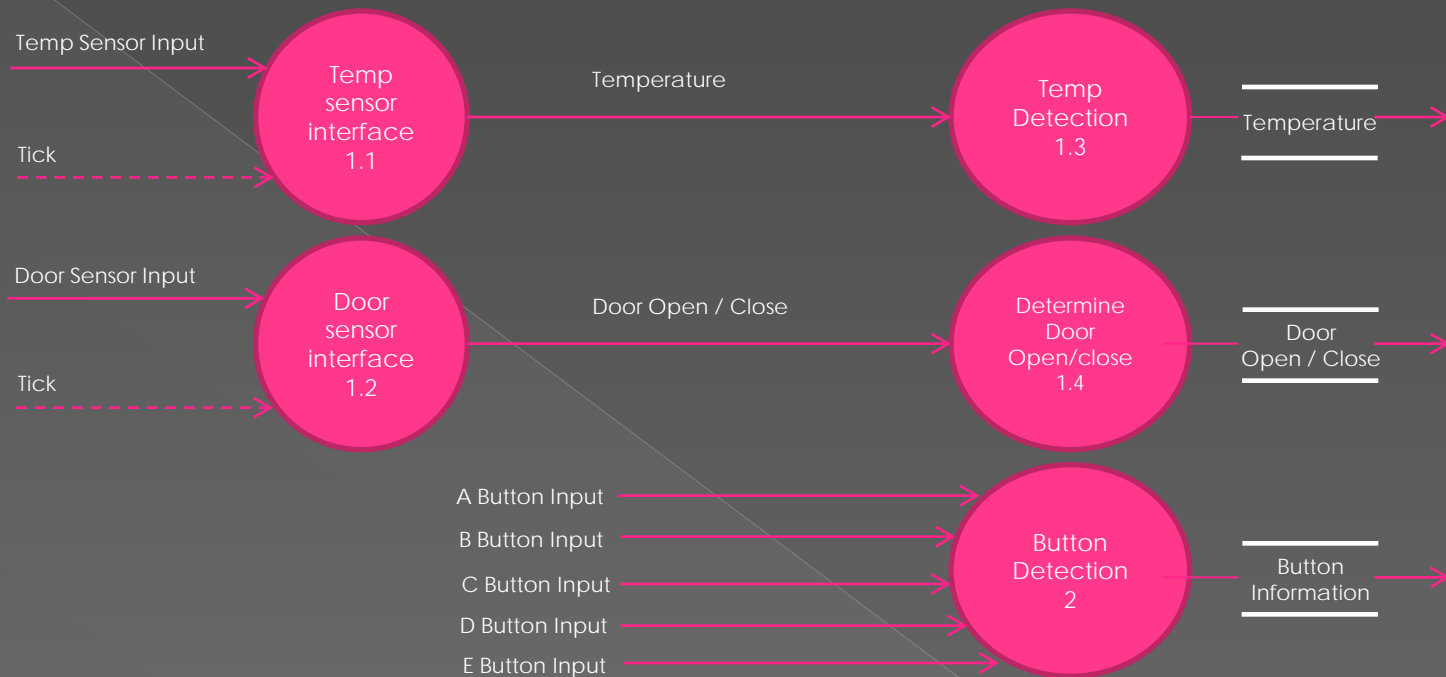 Temp Sensor Input
Tick
Temp
sensor
interface
1.1
Temperature
Temp
Detection
1.3
Temperature
Door Sensor Input
Tick
Door
sensor
interface
1.2
Door Open / Close
Determine
Door
Open/close
1.4
Door
Open / Close
A Button Input
B Button Input
C Button Input
D Button Input
E Button Input
Button
Detection
2
Button
Information